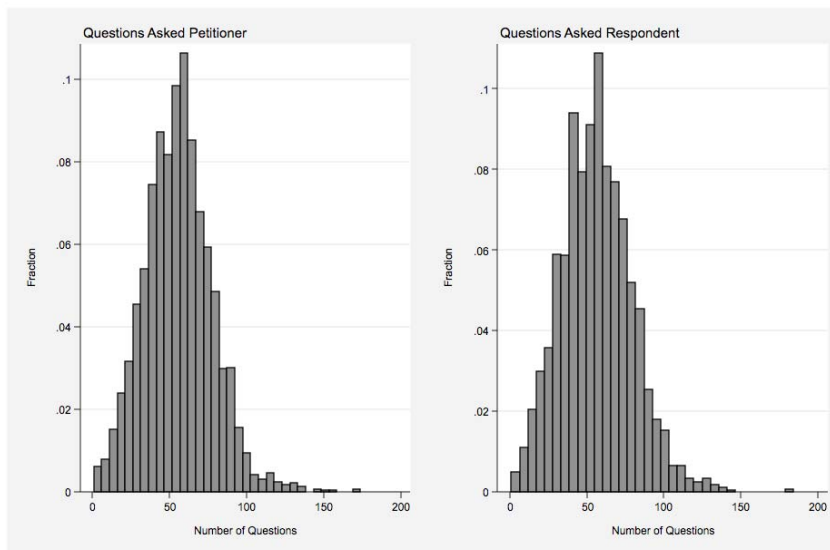 Questions Asked Petitioner
.1
.08
.06
.04
.02
0
Fraction
0 50 100 150 200
Number of Questions
Questions Asked Respondent
.1
.08
.06
.04
.02
0
Fraction
0 50 100 150 200
Number of Questions